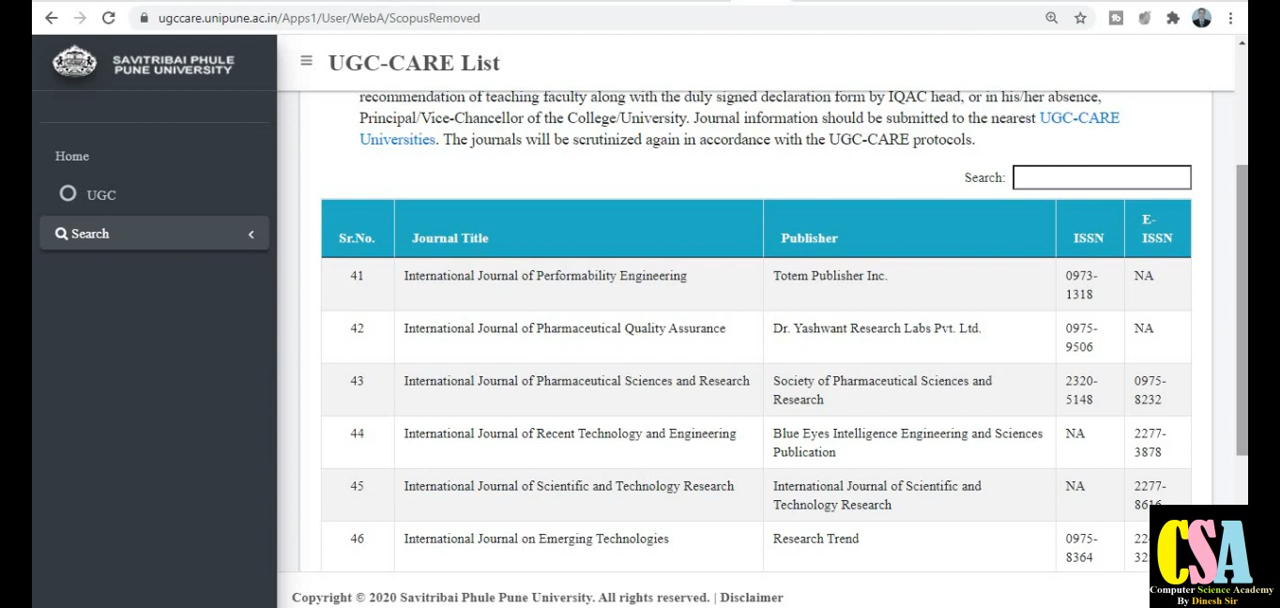 ugccare.unipune.ac.in/Apps1/User/WebA/ScopusRemoved
SAVITRIBAI PHULE
PUNE UNIVERSITY
UGC-CARE List
Home
UGC
Search
recommendation of teaching faculty along with the duly signed declaration form by IQAC head, or in his/her absence,
Principal/Vice-Chancellor of the College/University. Journal information should be submitted to the nearest UGC-CARE
Universities. The journals will be scrutinized again in accordance with the UGC-CARE protocols.
Search:
Sr.No. Journal Title Publisher ISSN E-
ISSN
41 International Journal of Performability Engineering Totem Publisher Inc. 0973- NA
1318
42 International Journal of Pharmaceutical Quality Assurance Dr. Yashwant Research Labs Pvt. Ltd. 0975- NA
9506
43 International Journal of Pharmaceutical Sciences and Research Society of Pharmaceutical Sciences and 2320- 0975-
Research 5148 8232
44 International Journal of Recent Technology and Engineering Blue Eyes Intelligence Engineering and Sciences NA 2277-
Publication 3878
45 International Journal of Scientific and Technology Research International Journal of Scientific and NA 2277-
Technology Research 8616
46 International Journal on Emerging Technologies Research Trend 0975-
8364
Copyright © 2020 Savitribai Phule Pune University. All rights reserved. | Disclaimer
CSA
Computer Science Academy
By Dinesh Sir